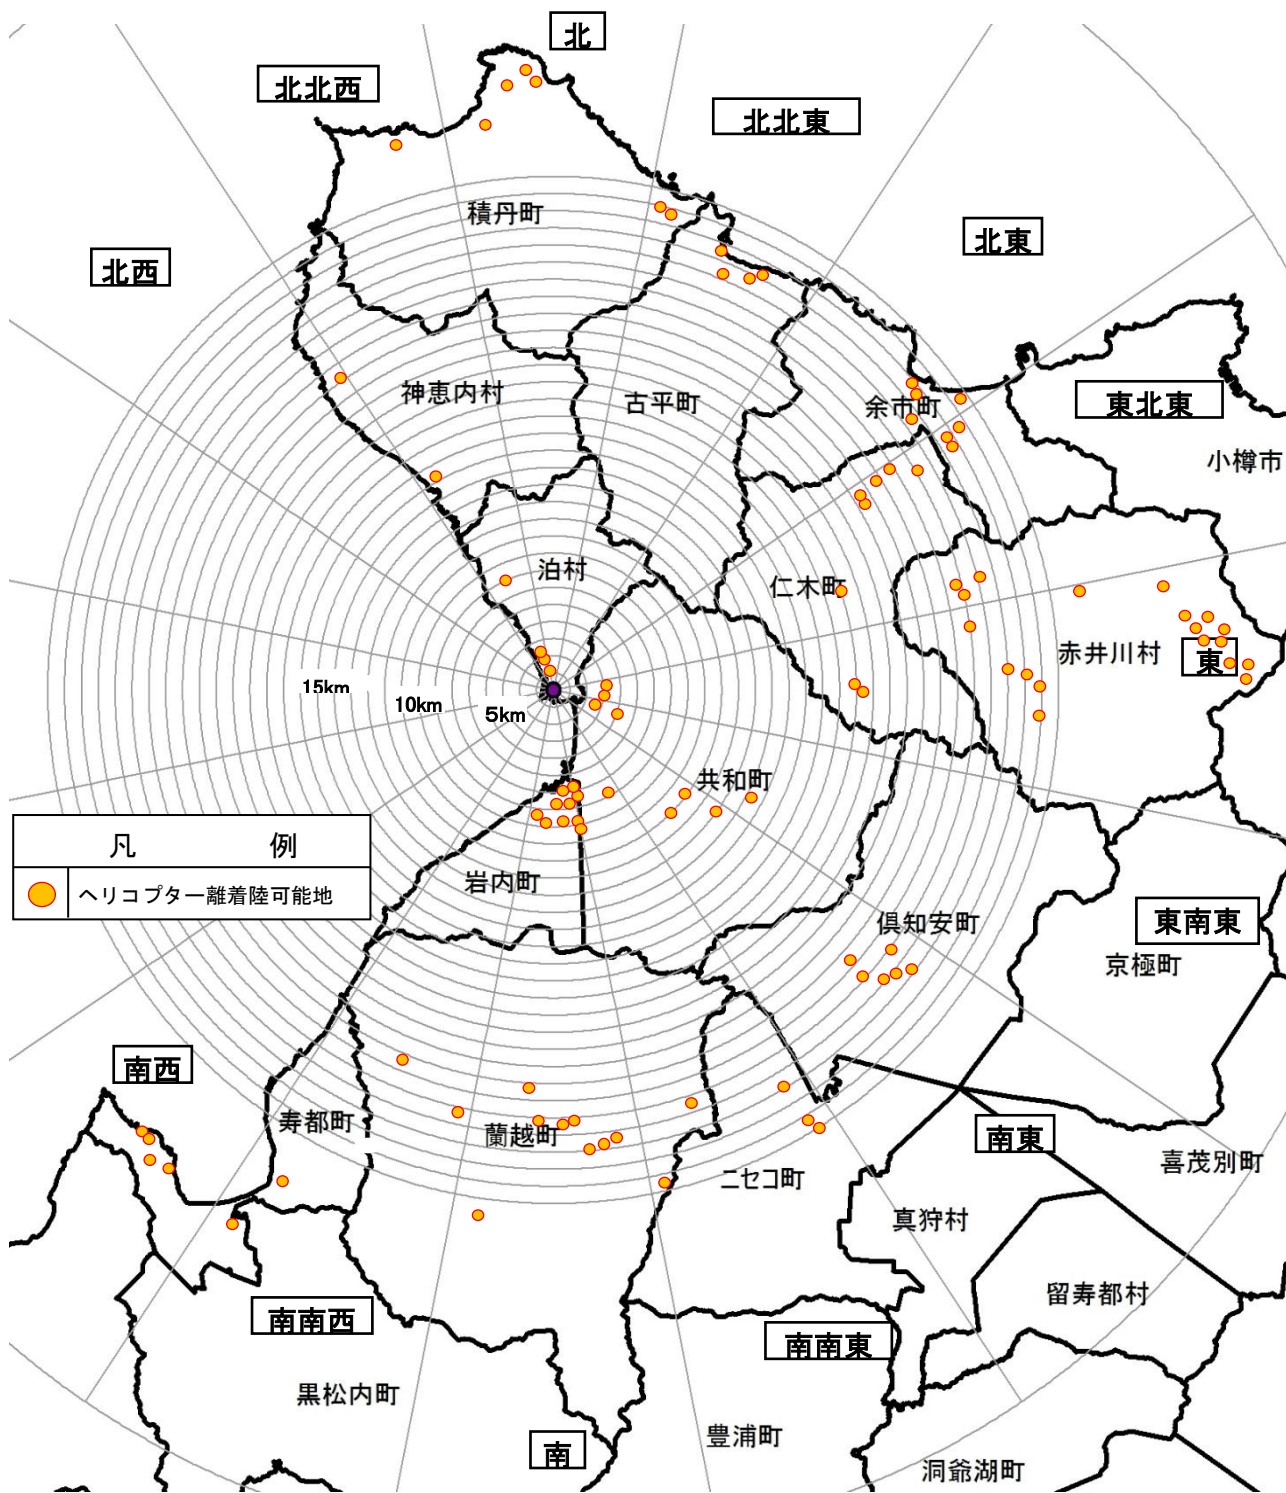 北
北北西
北北東
積丹町
北東
北西
神恵内村
古平町
余市町
東北東
小樽市
泊村
仁木町
赤井川村
東
15km
10km
5km
共和町
凡 例
ヘリコプター離着陸可能地
岩内町
倶知安町
東南東
京極町
南西
寿都町
蘭越町
南東
ニセコ町
喜茂別町
真狩村
留寿都村
南南西
南南東
黒松内町
豊浦町
南
洞爺湖町